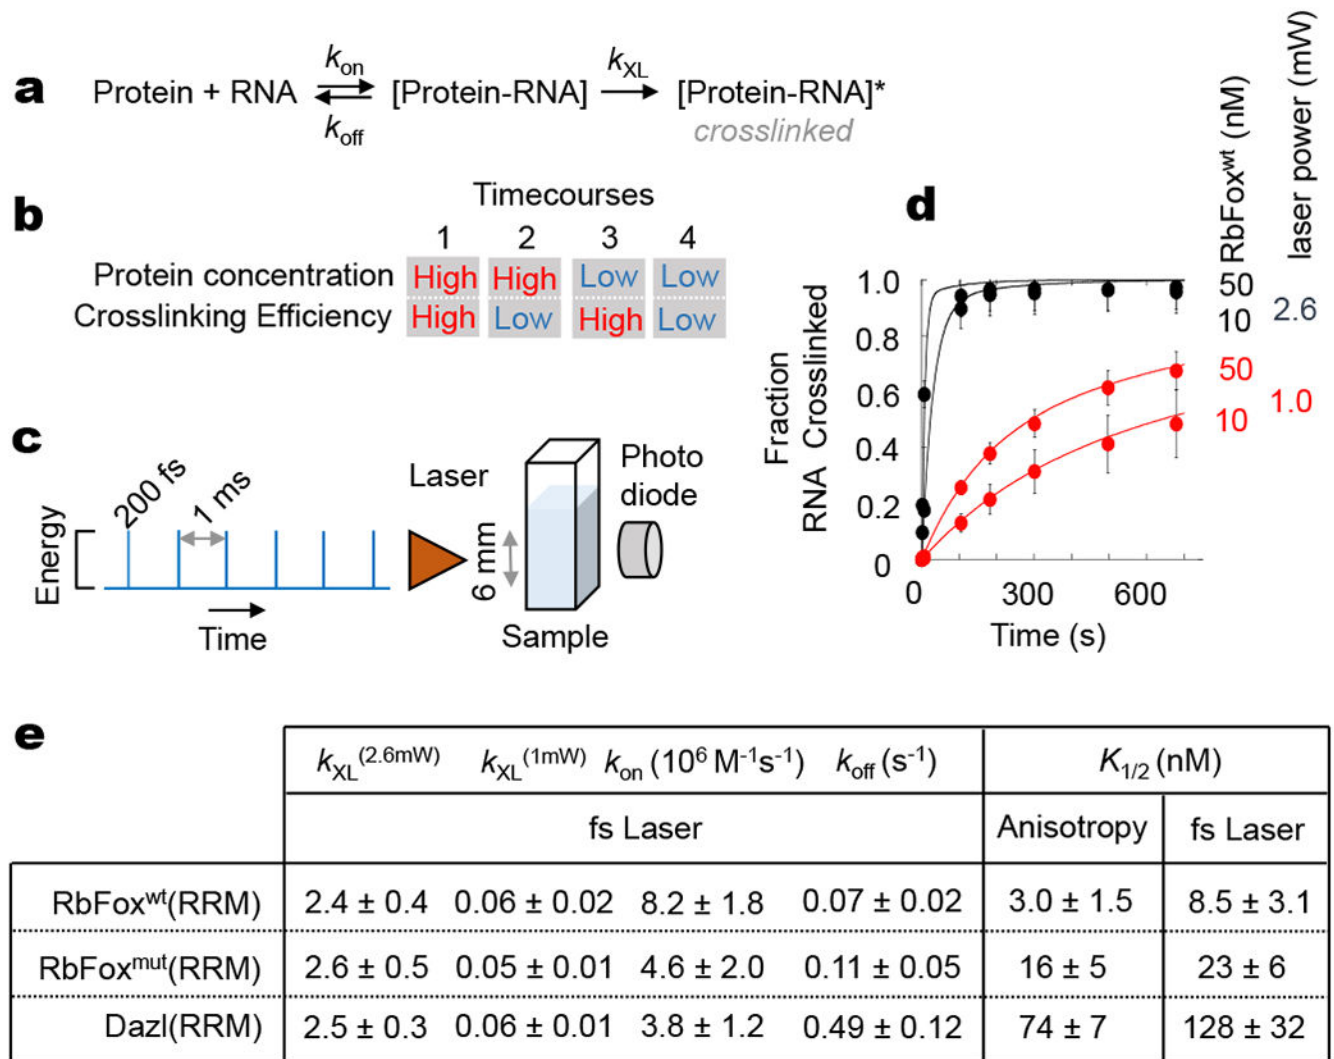 a
Protein + RNA
k_on
k_off
[Protein-RNA]
k_XL
[Protein-RNA]*
crosslinked
b
Timecourses
1 2 3 4
Protein concentration High High Low Low
Crosslinking Efficiency High Low High Low
c
Energy
200 fs
1 ms
Time
Laser
6 mm
Sample
Photo
diode
d
RbFox^wt (nM)
laser power (mW)
Fraction
RNA Crosslinked
1.0
0.8
0.6
0.4
0.2
0
0 300 600
Time (s)
50
10
2.6
50
10
1.0
e
k_XL^(2.6mW) k_XL^(1mW) k_on (10^6 M^-1s^-1) k_off (s^-1) K_1/2 (nM)
fs Laser Anisotropy fs Laser
RbFox^wt(RRM) 2.4 ± 0.4 0.06 ± 0.02 8.2 ± 1.8 0.07 ± 0.02 3.0 ± 1.5 8.5 ± 3.1
RbFox^mut(RRM) 2.6 ± 0.5 0.05 ± 0.01 4.6 ± 2.0 0.11 ± 0.05 16 ± 5 23 ± 6
Dazl(RRM) 2.5 ± 0.3 0.06 ± 0.01 3.8 ± 1.2 0.49 ± 0.12 74 ± 7 128 ± 32